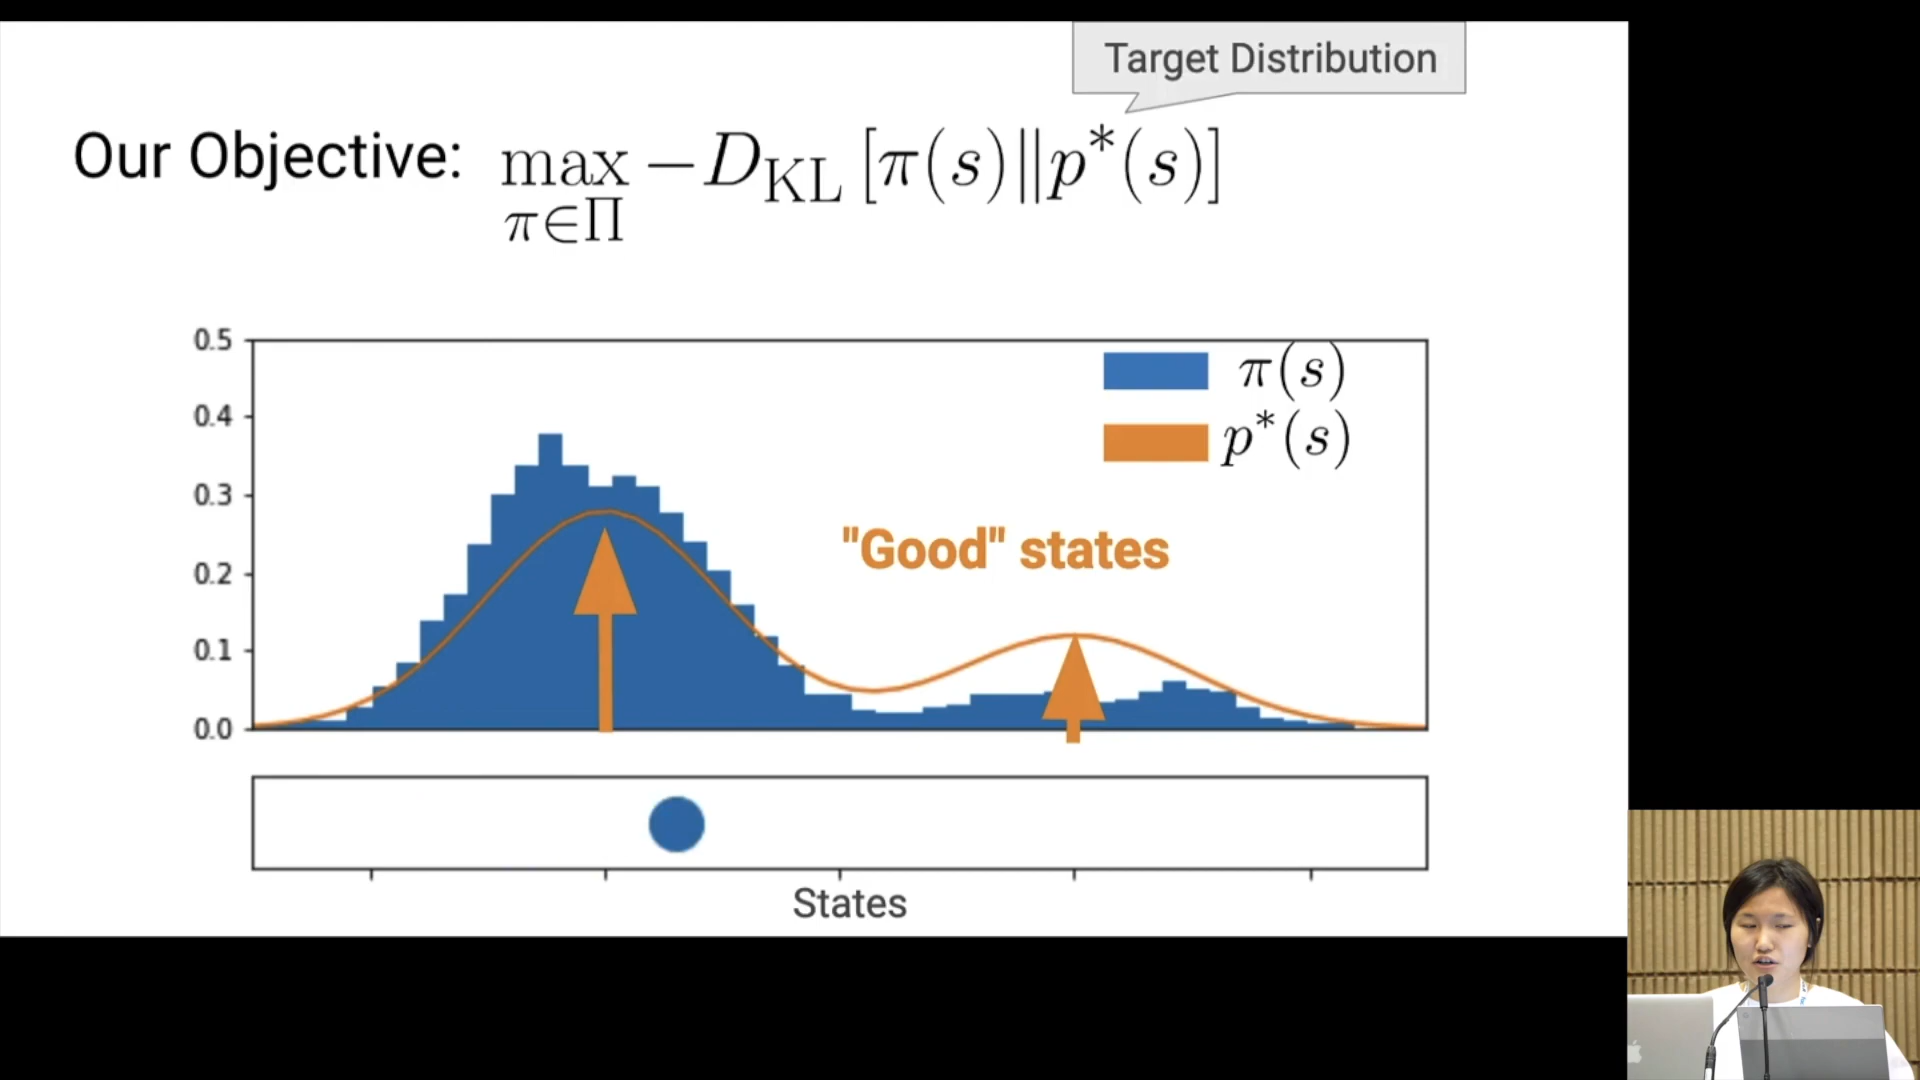 Target Distribution
Our Objective: max −D_KL [π(s)‖p*(s)]
π∈Π
0.5
0.4
0.3
0.2
0.1
0.0
π(s)
p*(s)
"Good" states
States